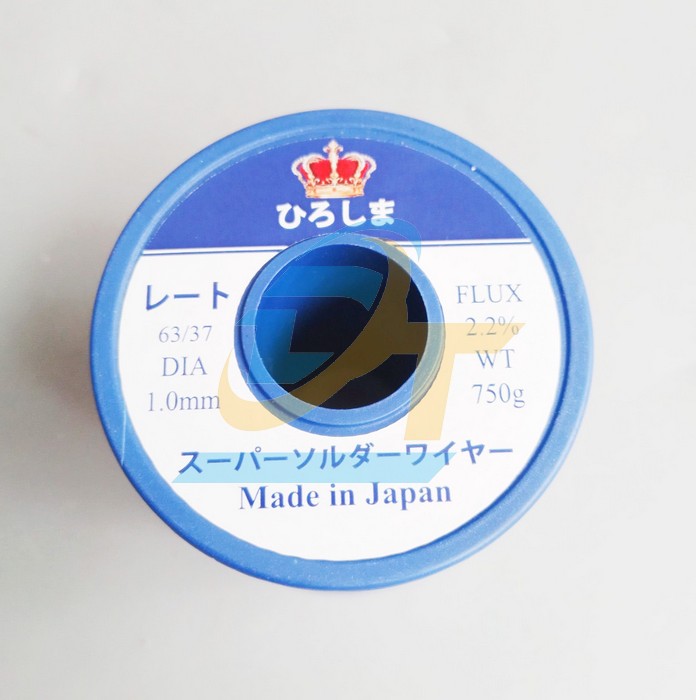 ひろしま
レート
63/37
DIA
1.0mm
FLUX
2.2%
WT
750g
スーパーソルダーワイヤー
Made in Japan